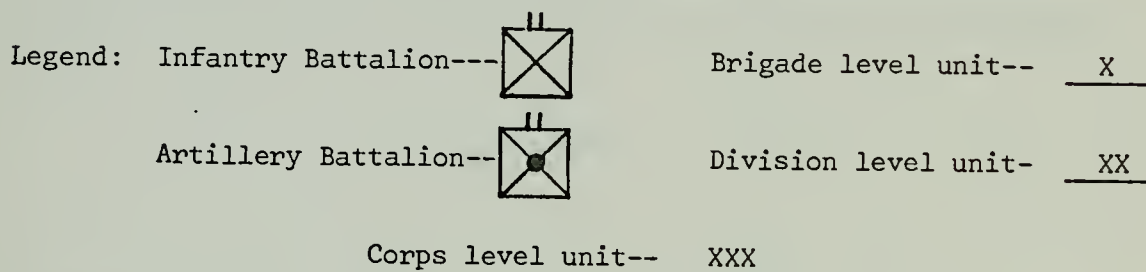 Legend: Infantry Battalion--- Brigade level unit-- X
Artillery Battalion-- Division level unit- XX
Corps level unit-- XXX